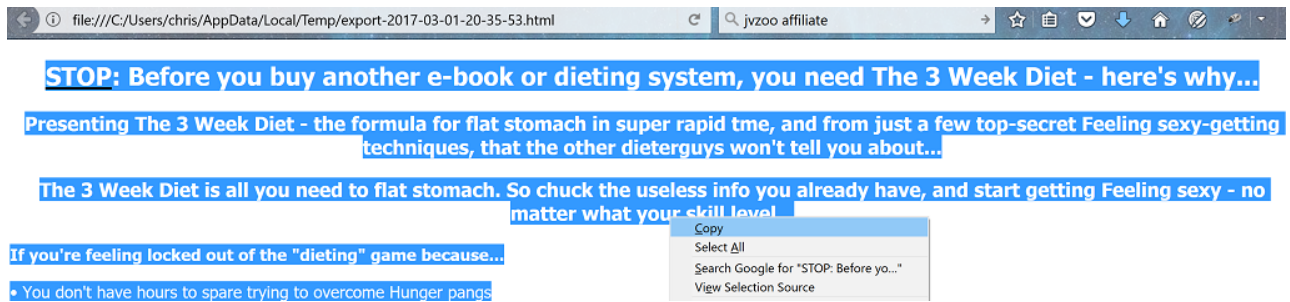 file:///C:/Users/chris/AppData/Local/Temp/export-2017-03-01-20-35-53.html
jvzoo affiliate
STOP: Before you buy another e-book or dieting system, you need The 3 Week Diet - here's why...
Presenting The 3 Week Diet - the formula for flat stomach in super rapid tme, and from just a few top-secret Feeling sexy-getting
techniques, that the other dieterguys won't tell you about...
The 3 Week Diet is all you need to flat stomach. So chuck the useless info you already have, and start getting Feeling sexy - no
matter what your skill level...
Copy
Select All
Search Google for "STOP: Before yo..."
View Selection Source
If you're feeling locked out of the "dieting" game because...
• You don't have hours to spare trying to overcome Hunger pangs